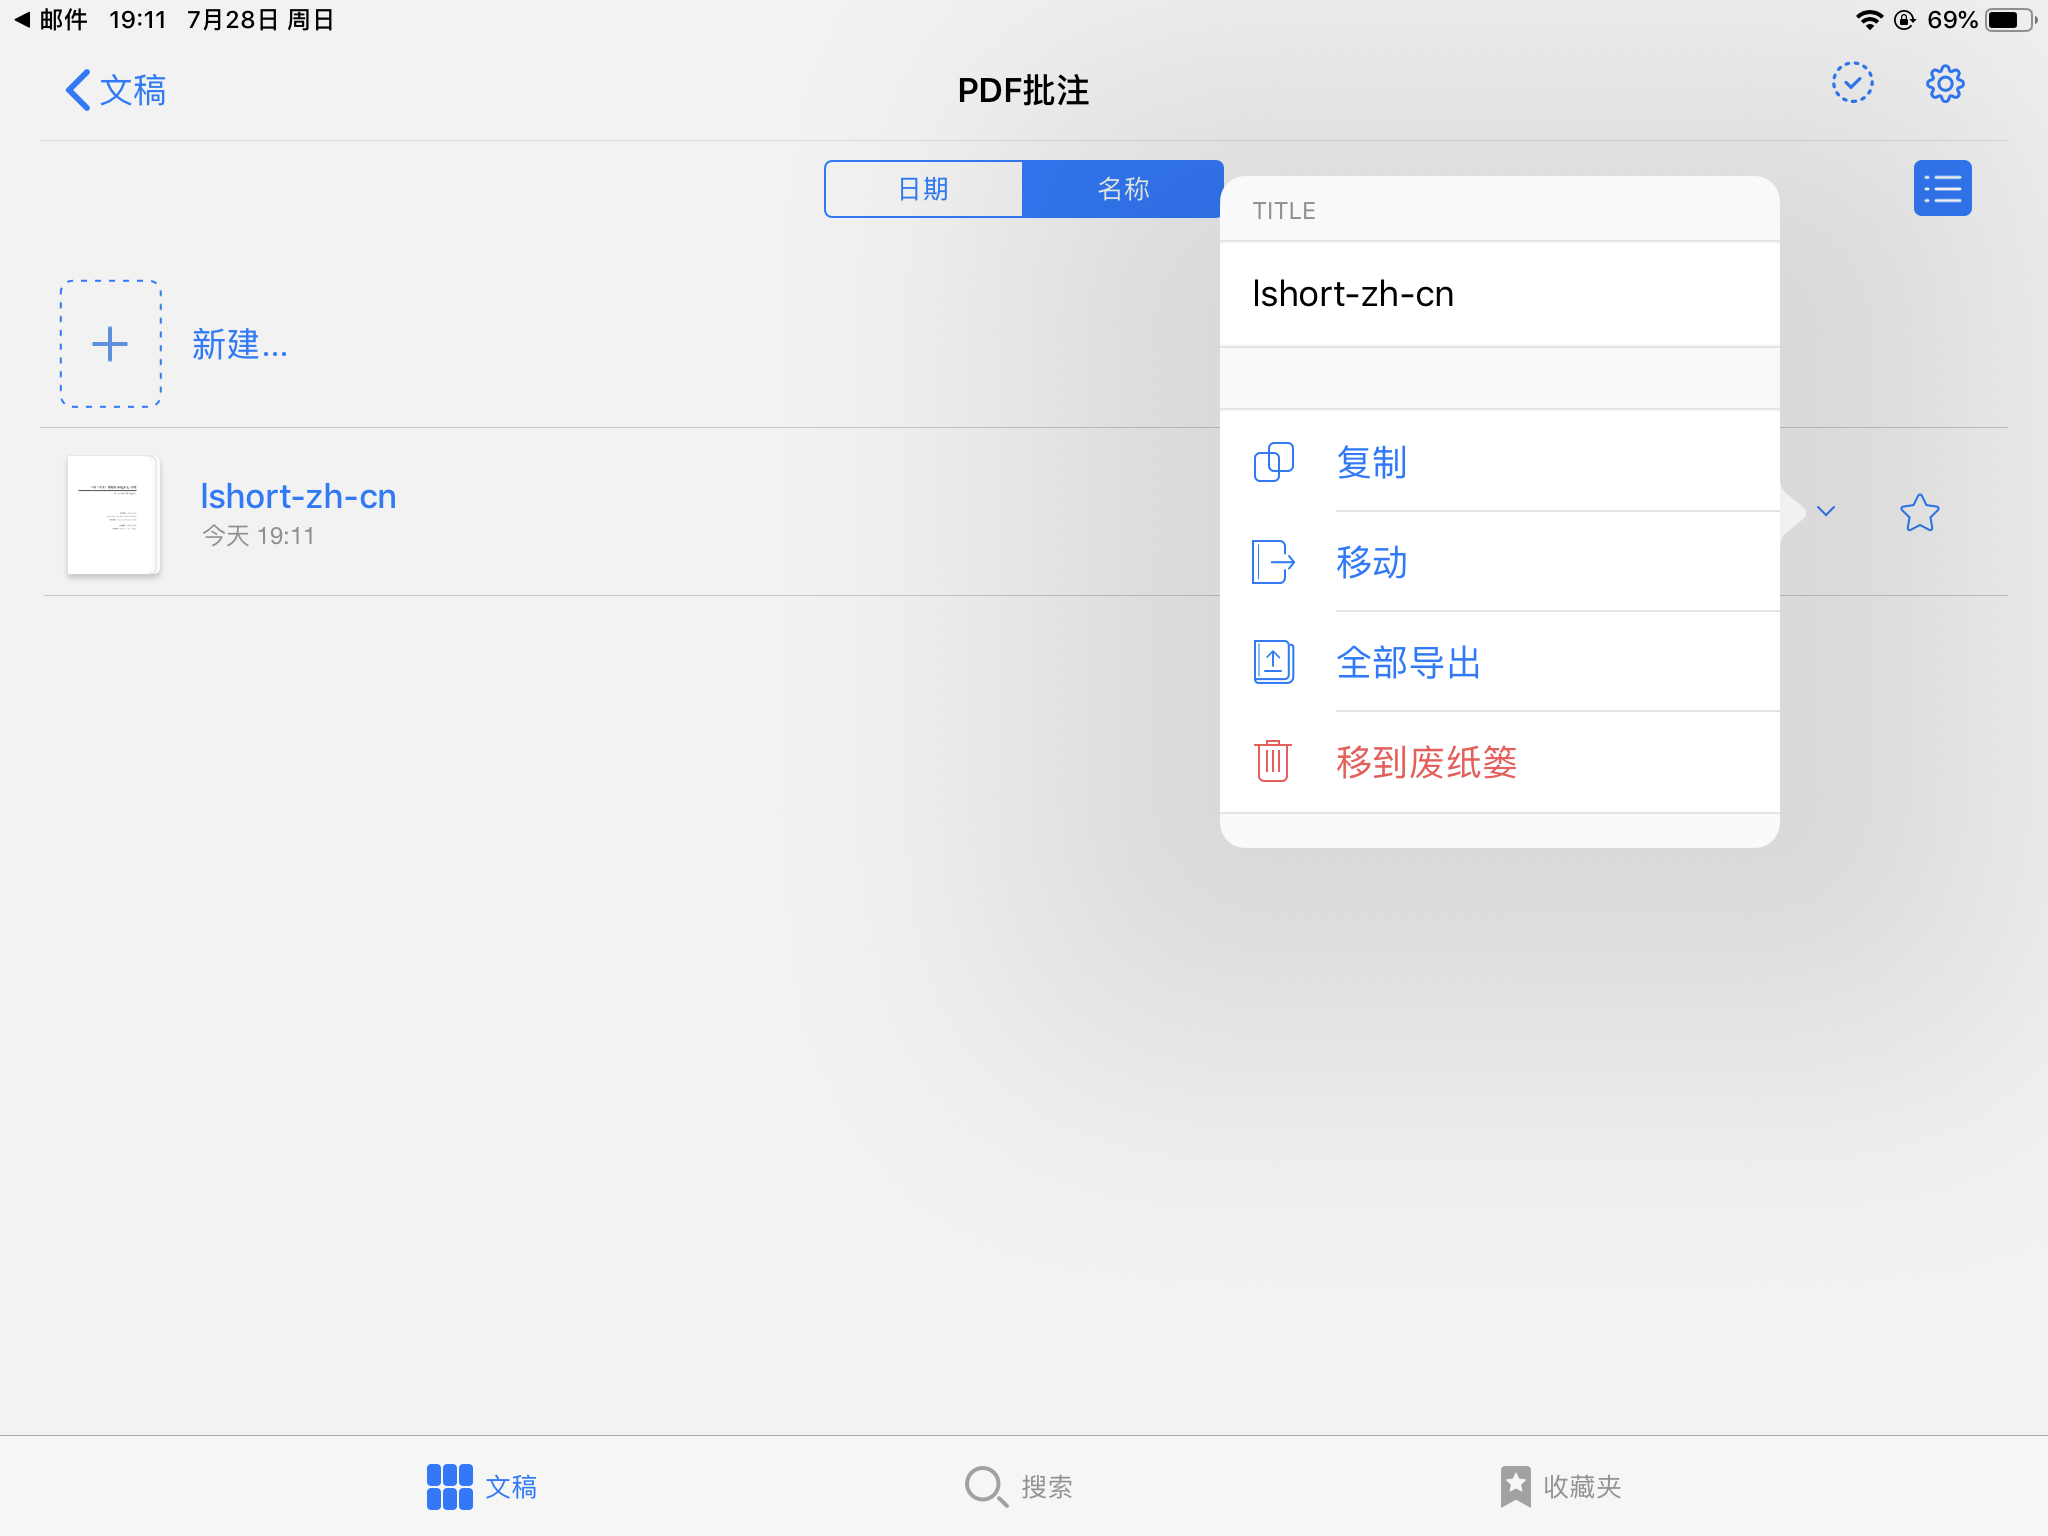 邮件 19:11 7月28日 周日
69%
文稿
PDF批注
日期
名称
TITLE
lshort-zh-cn
新建...
复制
lshort-zh-cn
今天 19:11
移动
全部导出
移到废纸篓
文稿
搜索
收藏夹